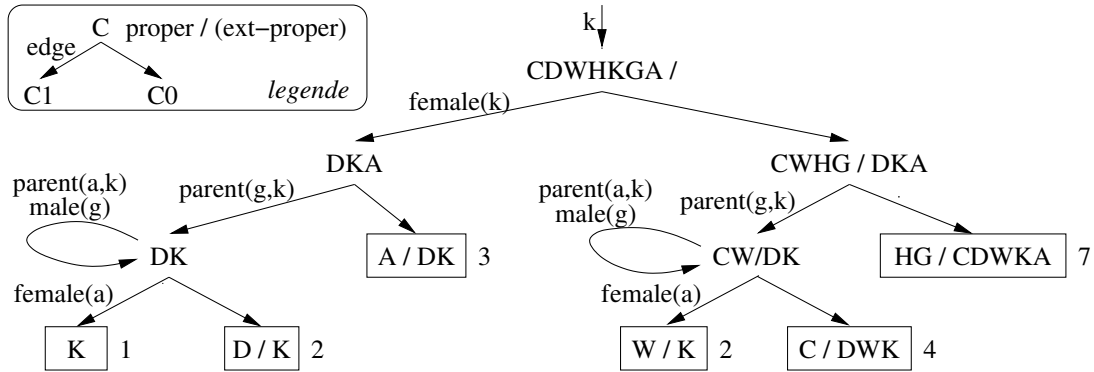 C proper / (ext−proper)
edge
C1 C0 legende
k
CDWHKGA /
female(k)
DKA CWHG / DKA
parent(a,k) parent(g,k) parent(a,k) parent(g,k)
male(g) male(g)
DK A / DK 3 CW/DK HG / CDWKA 7
female(a) female(a)
K 1 D / K 2 W / K 2 C / DWK 4